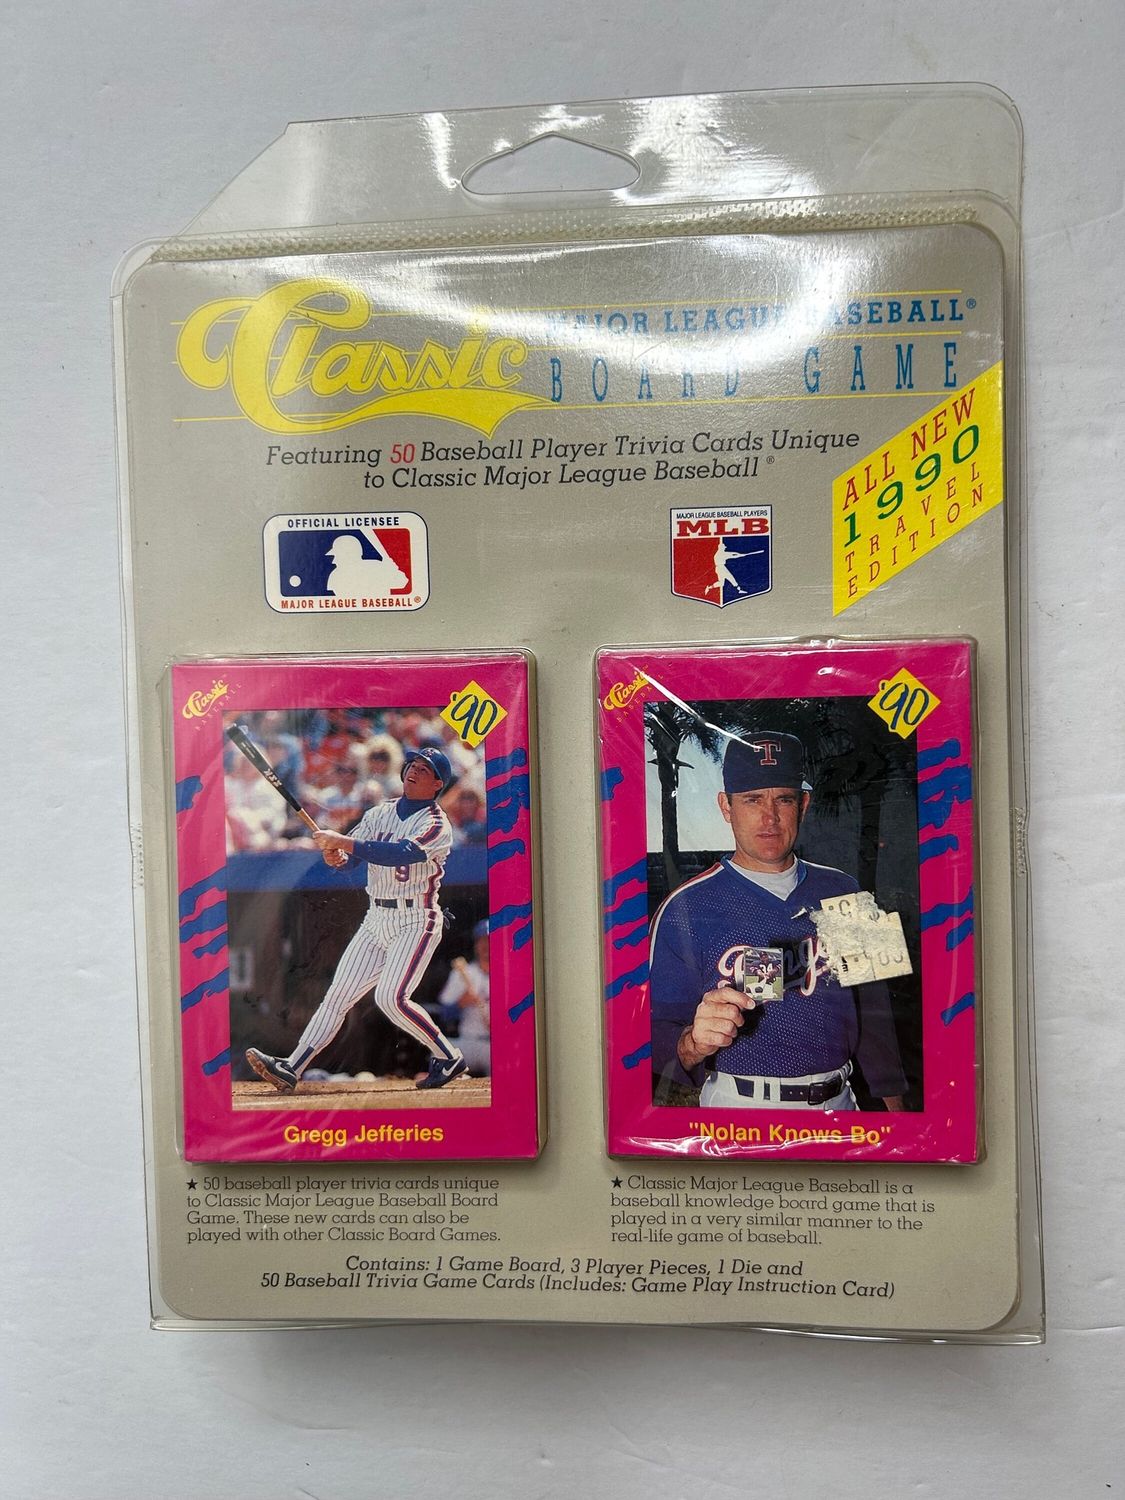 Classic
MAJOR LEAGUE BASEBALL®
BOARD GAME
Featuring 50 Baseball Player Trivia Cards Unique
to Classic Major League Baseball®
ALL NEW
1990
TRAVEL
EDITION
OFFICIAL LICENSEE
MAJOR LEAGUE BASEBALL®
MAJOR LEAGUE BASEBALL PLAYERS
MLB
Classic
BASEBALL
'90
9
Gregg Jefferies
Classic™
BASEBALL
'90
T
34
"Nolan Knows Bo"
★ 50 baseball player trivia cards unique
to Classic Major League Baseball Board
Game. These new cards can also be
played with other Classic Board Games.
★ Classic Major League Baseball is a
baseball knowledge board game that is
played in a very similar manner to the
real-life game of baseball.
Contains: 1 Game Board, 3 Player Pieces, 1 Die and
50 Baseball Trivia Game Cards (Includes: Game Play Instruction Card)